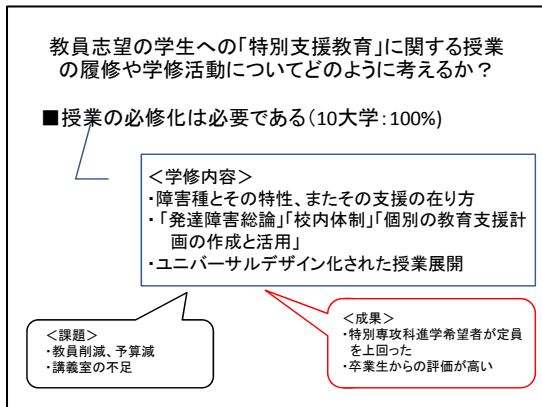 教員志望の学生への「特別支援教育」に関する授業
の履修や学修活動についてどのように考えるか？
■授業の必修化は必要である（10大学：100%）
＜学修内容＞
・障害種とその特性、またその支援の在り方
・「発達障害総論」「校内体制」「個別の教育支援計
画の作成と活用」
・ユニバーサルデザイン化された授業展開
＜課題＞
・教員削減、予算減
・講義室の不足
＜成果＞
・特別専攻科進学希望者が定員
を上回った
・卒業生からの評価が高い